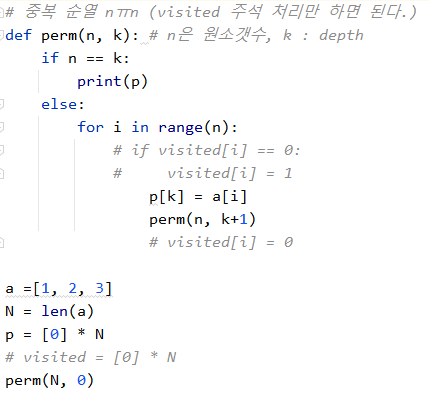 # 중복 순열 nㅠn (visited 주석 처리만 하면 된다.)
def perm(n, k): # n은 원소갯수, k : depth
    if n == k:
        print(p)
    else:
        for i in range(n):
            # if visited[i] == 0:
            #     visited[i] = 1
                p[k] = a[i]
                perm(n, k+1)
                # visited[i] = 0
a =[1, 2, 3]
N = len(a)
p = [0] * N
# visited = [0] * N
perm(N, 0)